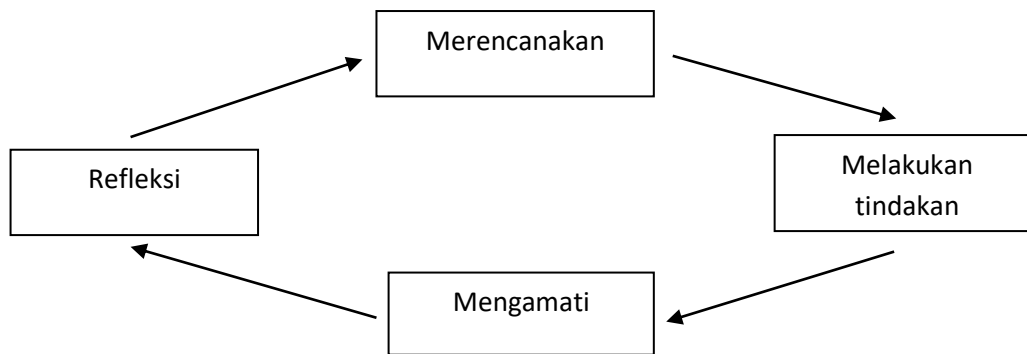 Merencanakan
Refleksi
Melakukan
tindakan
Mengamati